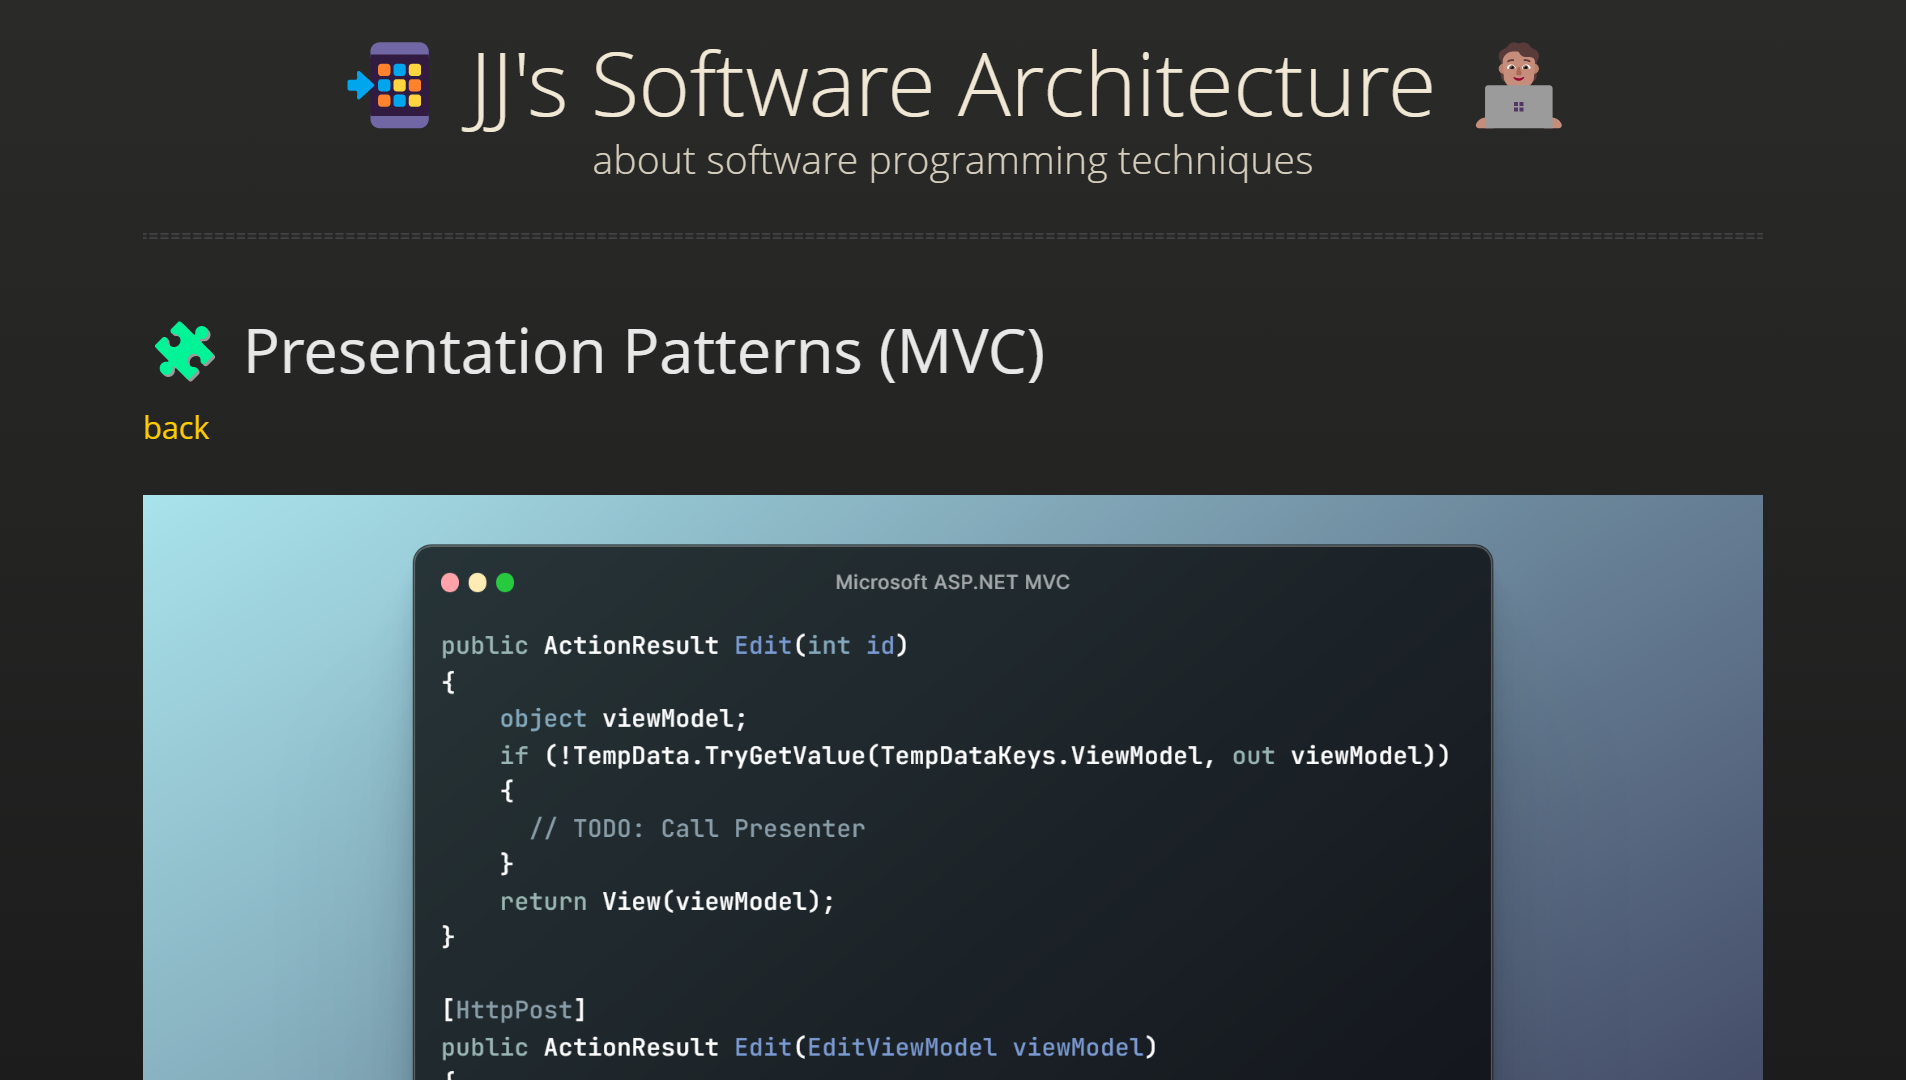 JJ's Software Architecture
about software programming techniques
Presentation Patterns (MVC)
back
Microsoft ASP.NET MVC
public ActionResult Edit(int id)
{
    object viewModel;
    if (!TempData.TryGetValue(TempDataKeys.ViewModel, out viewModel))
    {
      // TODO: Call Presenter
    }
    return View(viewModel);
}
[HttpPost]
public ActionResult Edit(EditViewModel viewModel)
{